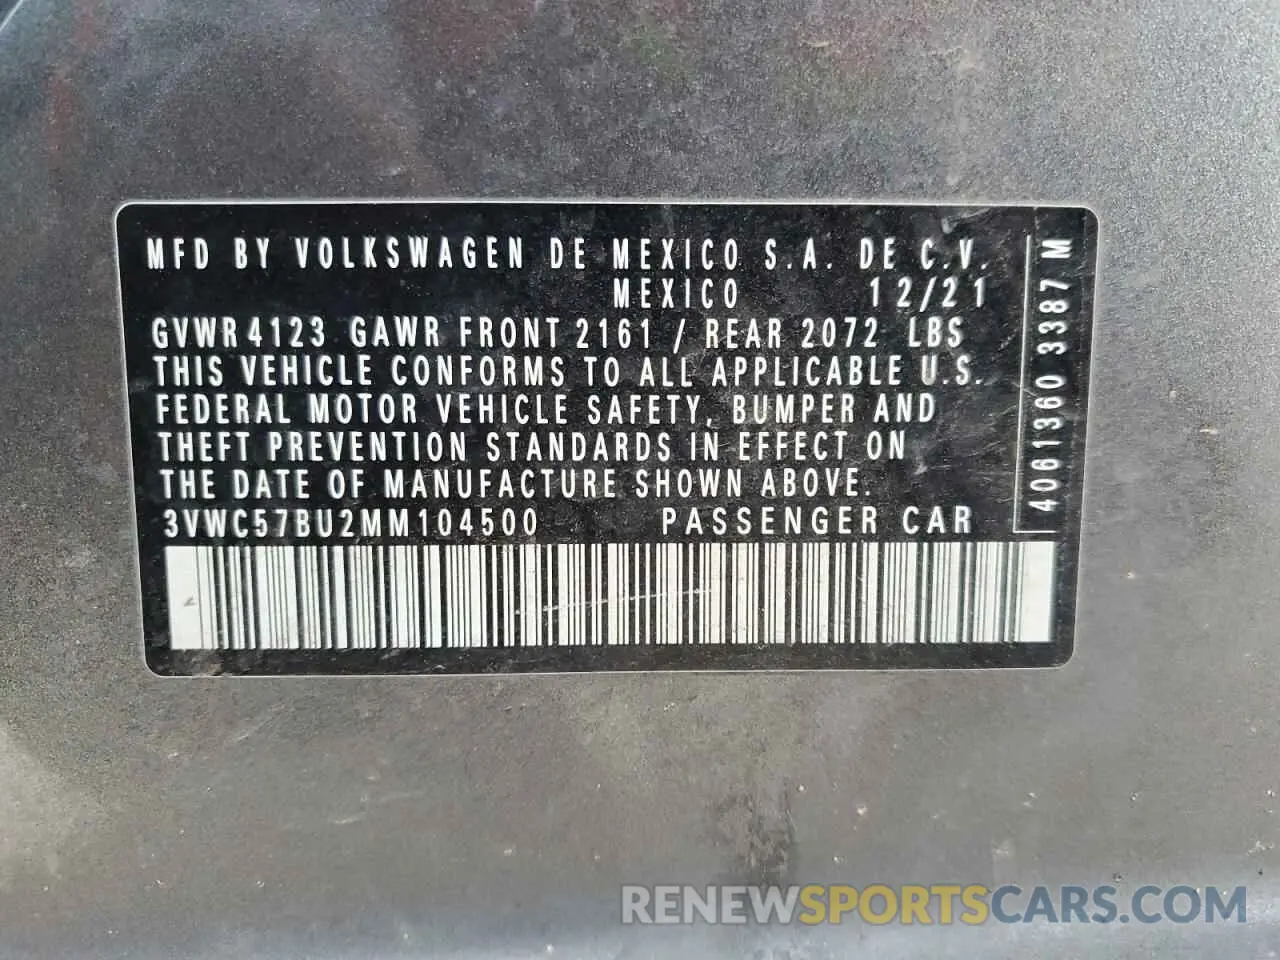 MFD BY VOLKSWAGEN DE MEXICO S.A. DE C.V.
MEXICO 12/21
GVWR 4123 GAWR FRONT 2161 / REAR 2072 LBS
THIS VEHICLE CONFORMS TO ALL APPLICABLE U.S.
FEDERAL MOTOR VEHICLE SAFETY, BUMPER AND
THEFT PREVENTION STANDARDS IN EFFECT ON
THE DATE OF MANUFACTURE SHOWN ABOVE.
3VWC57BU2MM104500 PASSENGER CAR
4061360 3387 M
RENEWSPORTSCARS.COM